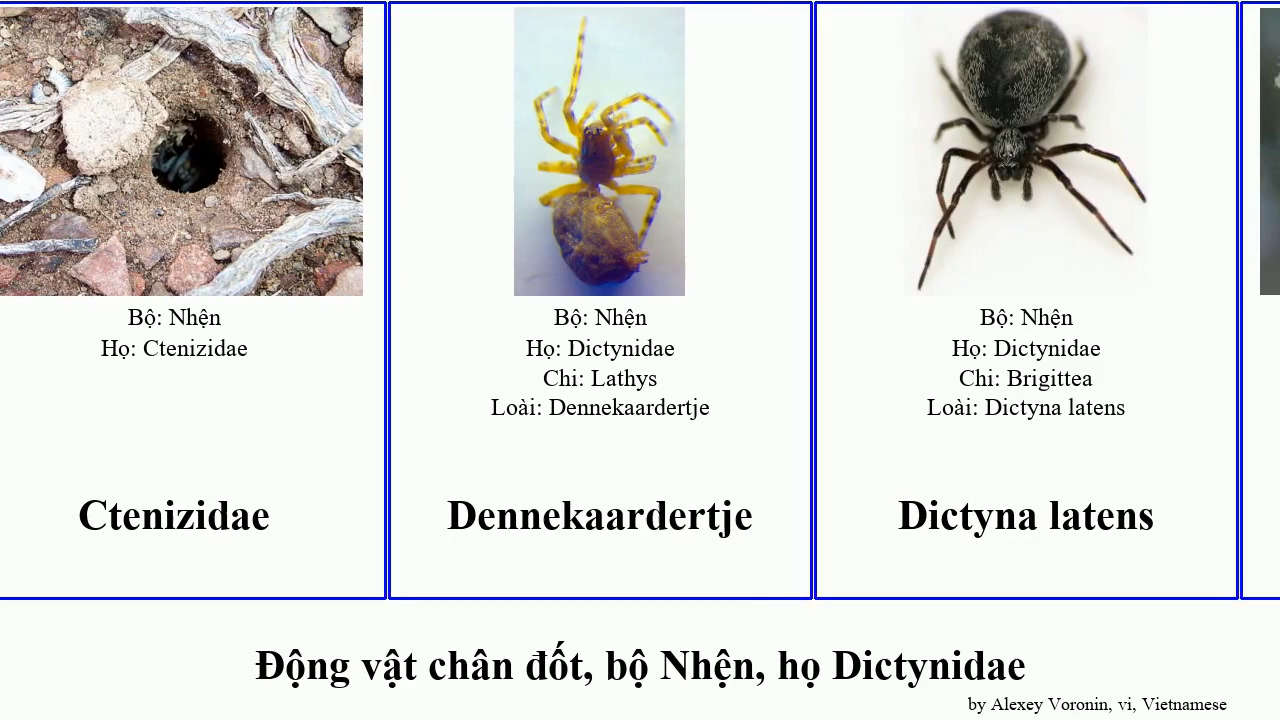 Bộ: Nhện
Họ: Ctenizidae
Ctenizidae
Bộ: Nhện
Họ: Dictynidae
Chi: Lathys
Loài: Dennekaardertje
Dennekaardertje
Bộ: Nhện
Họ: Dictynidae
Chi: Brigittea
Loài: Dictyna latens
Dictyna latens
Động vật chân đốt, bộ Nhện, họ Dictynidae
by Alexey Voronin, vi, Vietnamese